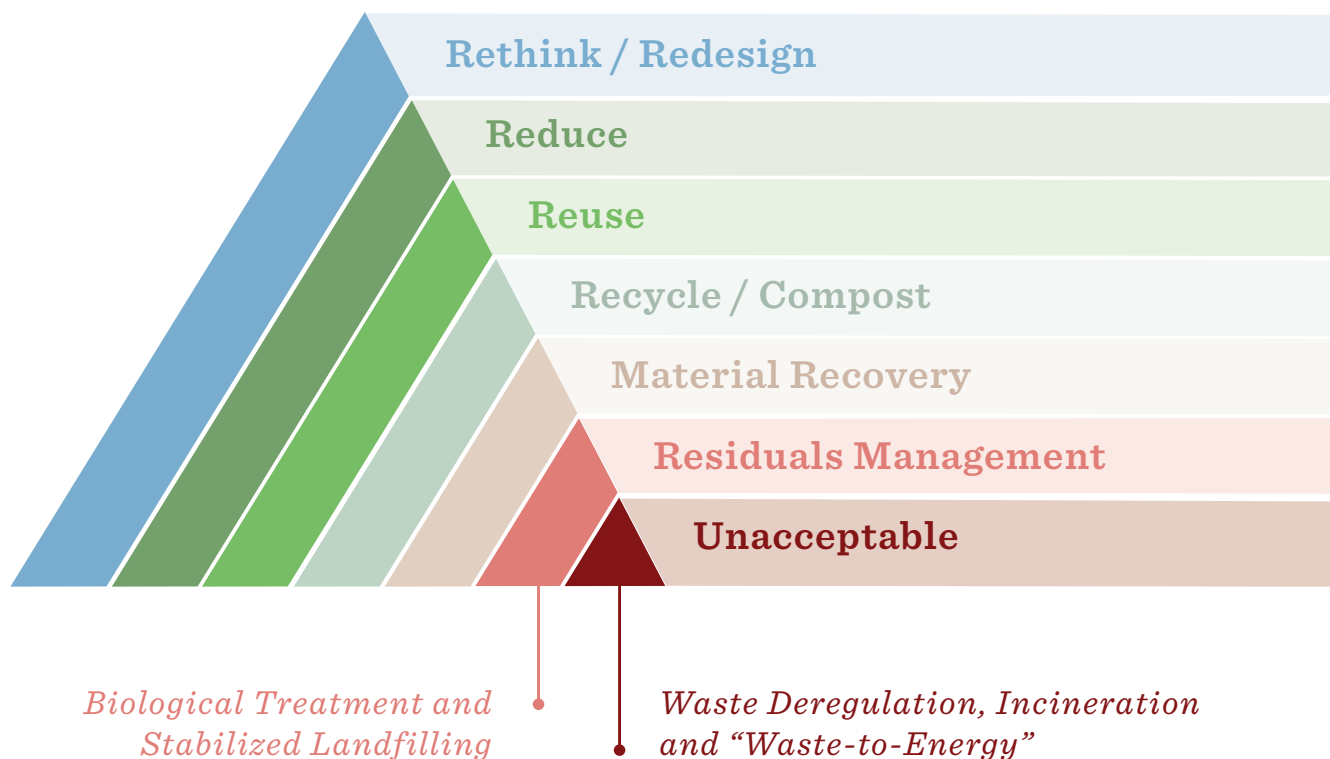 Rethink / Redesign
Reduce
Reuse
Recycle / Compost
Material Recovery
Residuals Management
Unacceptable
Biological Treatment and
Stabilized Landfilling
Waste Deregulation, Incineration
and “Waste-to-Energy”